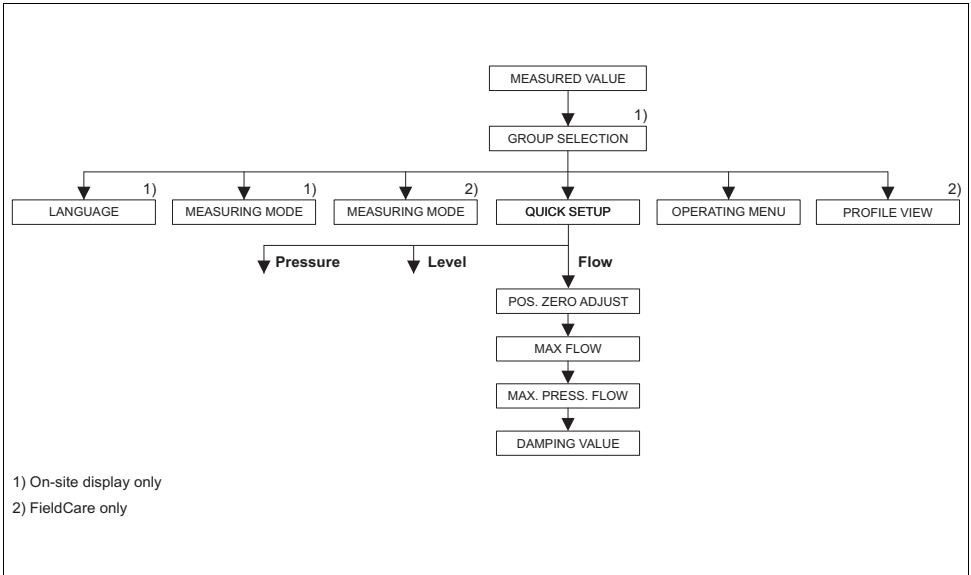 MEASURED VALUE
1)
GROUP SELECTION
1) 1) 2) 2)
LANGUAGE MEASURING MODE MEASURING MODE QUICK SETUP OPERATING MENU PROFILE VIEW
Pressure Level Flow
POS. ZERO ADJUST
MAX FLOW
MAX. PRESS. FLOW
DAMPING VALUE
1) On-site display only
2) FieldCare only